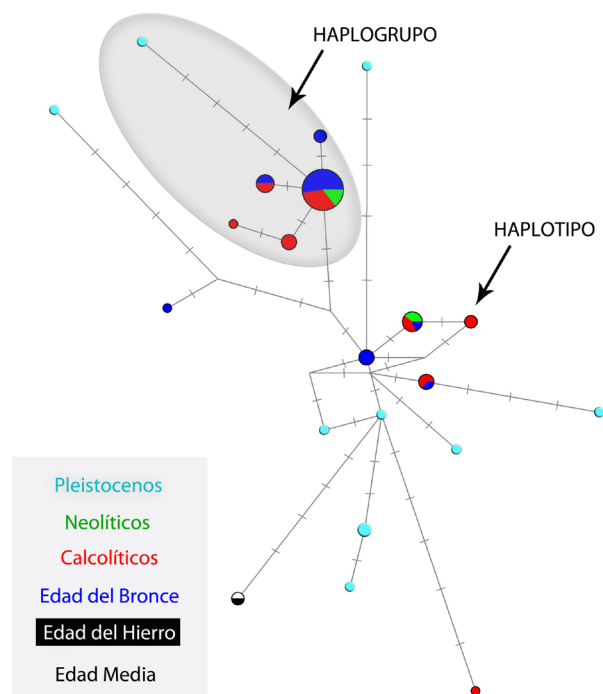 HAPLOGRUPO
HAPLOTIPO
Pleistocenos
Neolíticos
Calcolíticos
Edad del Bronce
Edad del Hierro
Edad Media